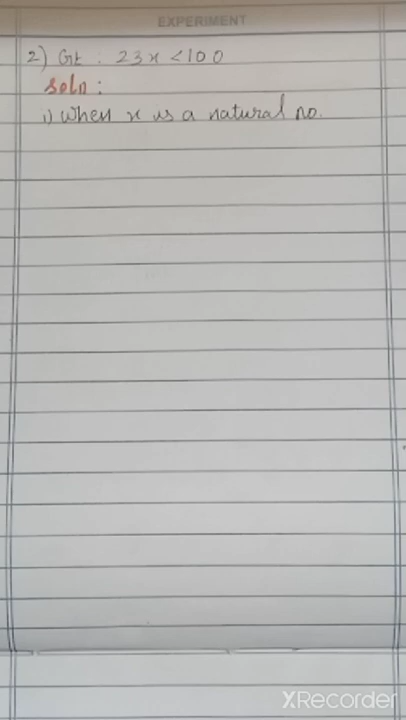 EXPERIMENT
2) Gt : 23x < 100
Soln :
i) When x is a natural no.
XRecorder